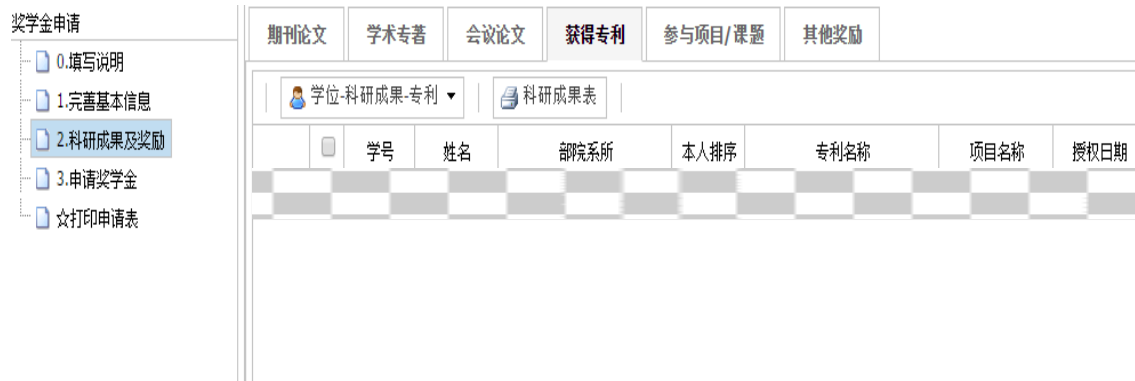 奖学金申请
0.填写说明
1.完善基本信息
2.科研成果及奖励
3.申请奖学金
☆打印申请表
期刊论文 学术专著 会议论文 获得专利 参与项目/课题 其他奖励
学位-科研成果-专利 科研成果表
学号 姓名 部院系所 本人排序 专利名称 项目名称 授权日期